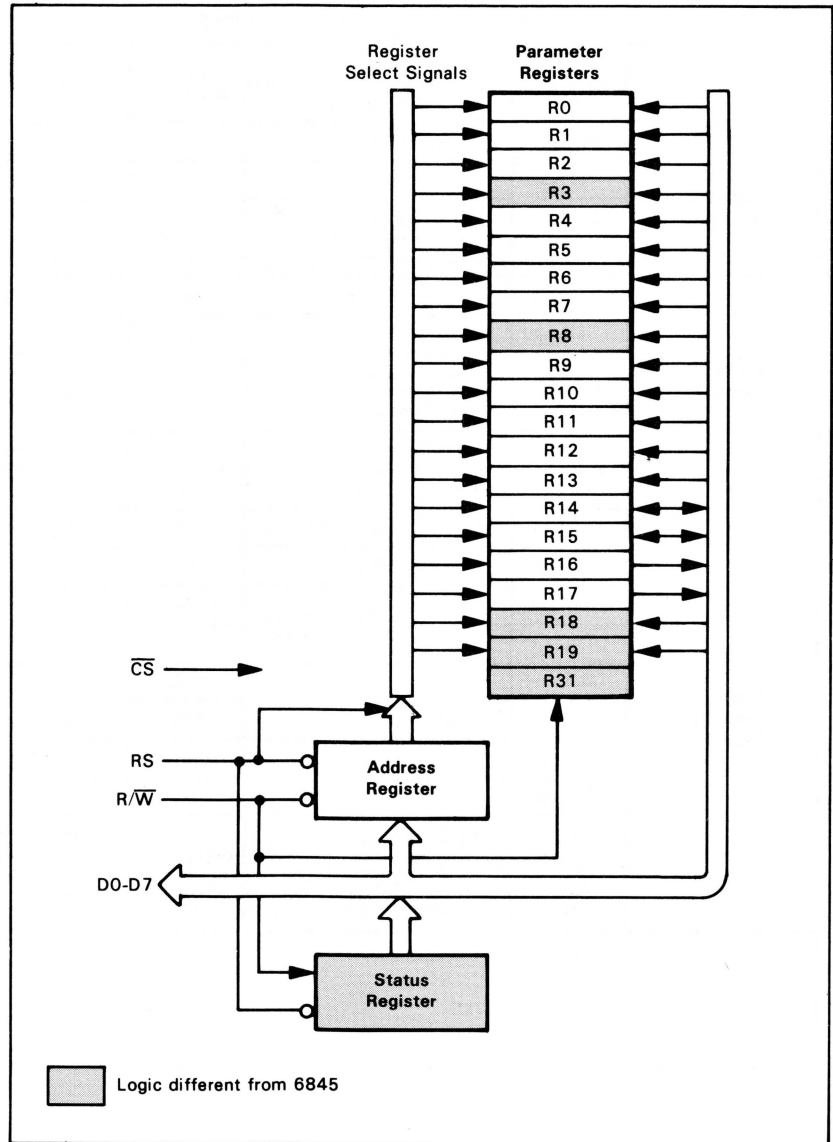 Register
Select Signals
Parameter
Registers
R0
R1
R2
R3
R4
R5
R6
R7
R8
R9
R10
R11
R12
R13
R14
R15
R16
R17
R18
R19
R31
C̅S̅
RS
R/W̅
Address
Register
D0-D7
Status
Register
Logic different from 6845